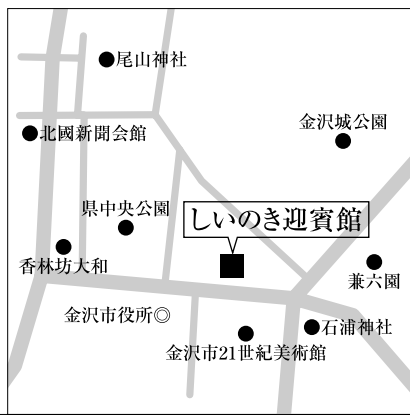 尾山神社
金沢城公園
北國新聞会館
県中央公園
しいのき迎賓館
香林坊大和
兼六園
金沢市役所◎
石浦神社
金沢市21世紀美術館